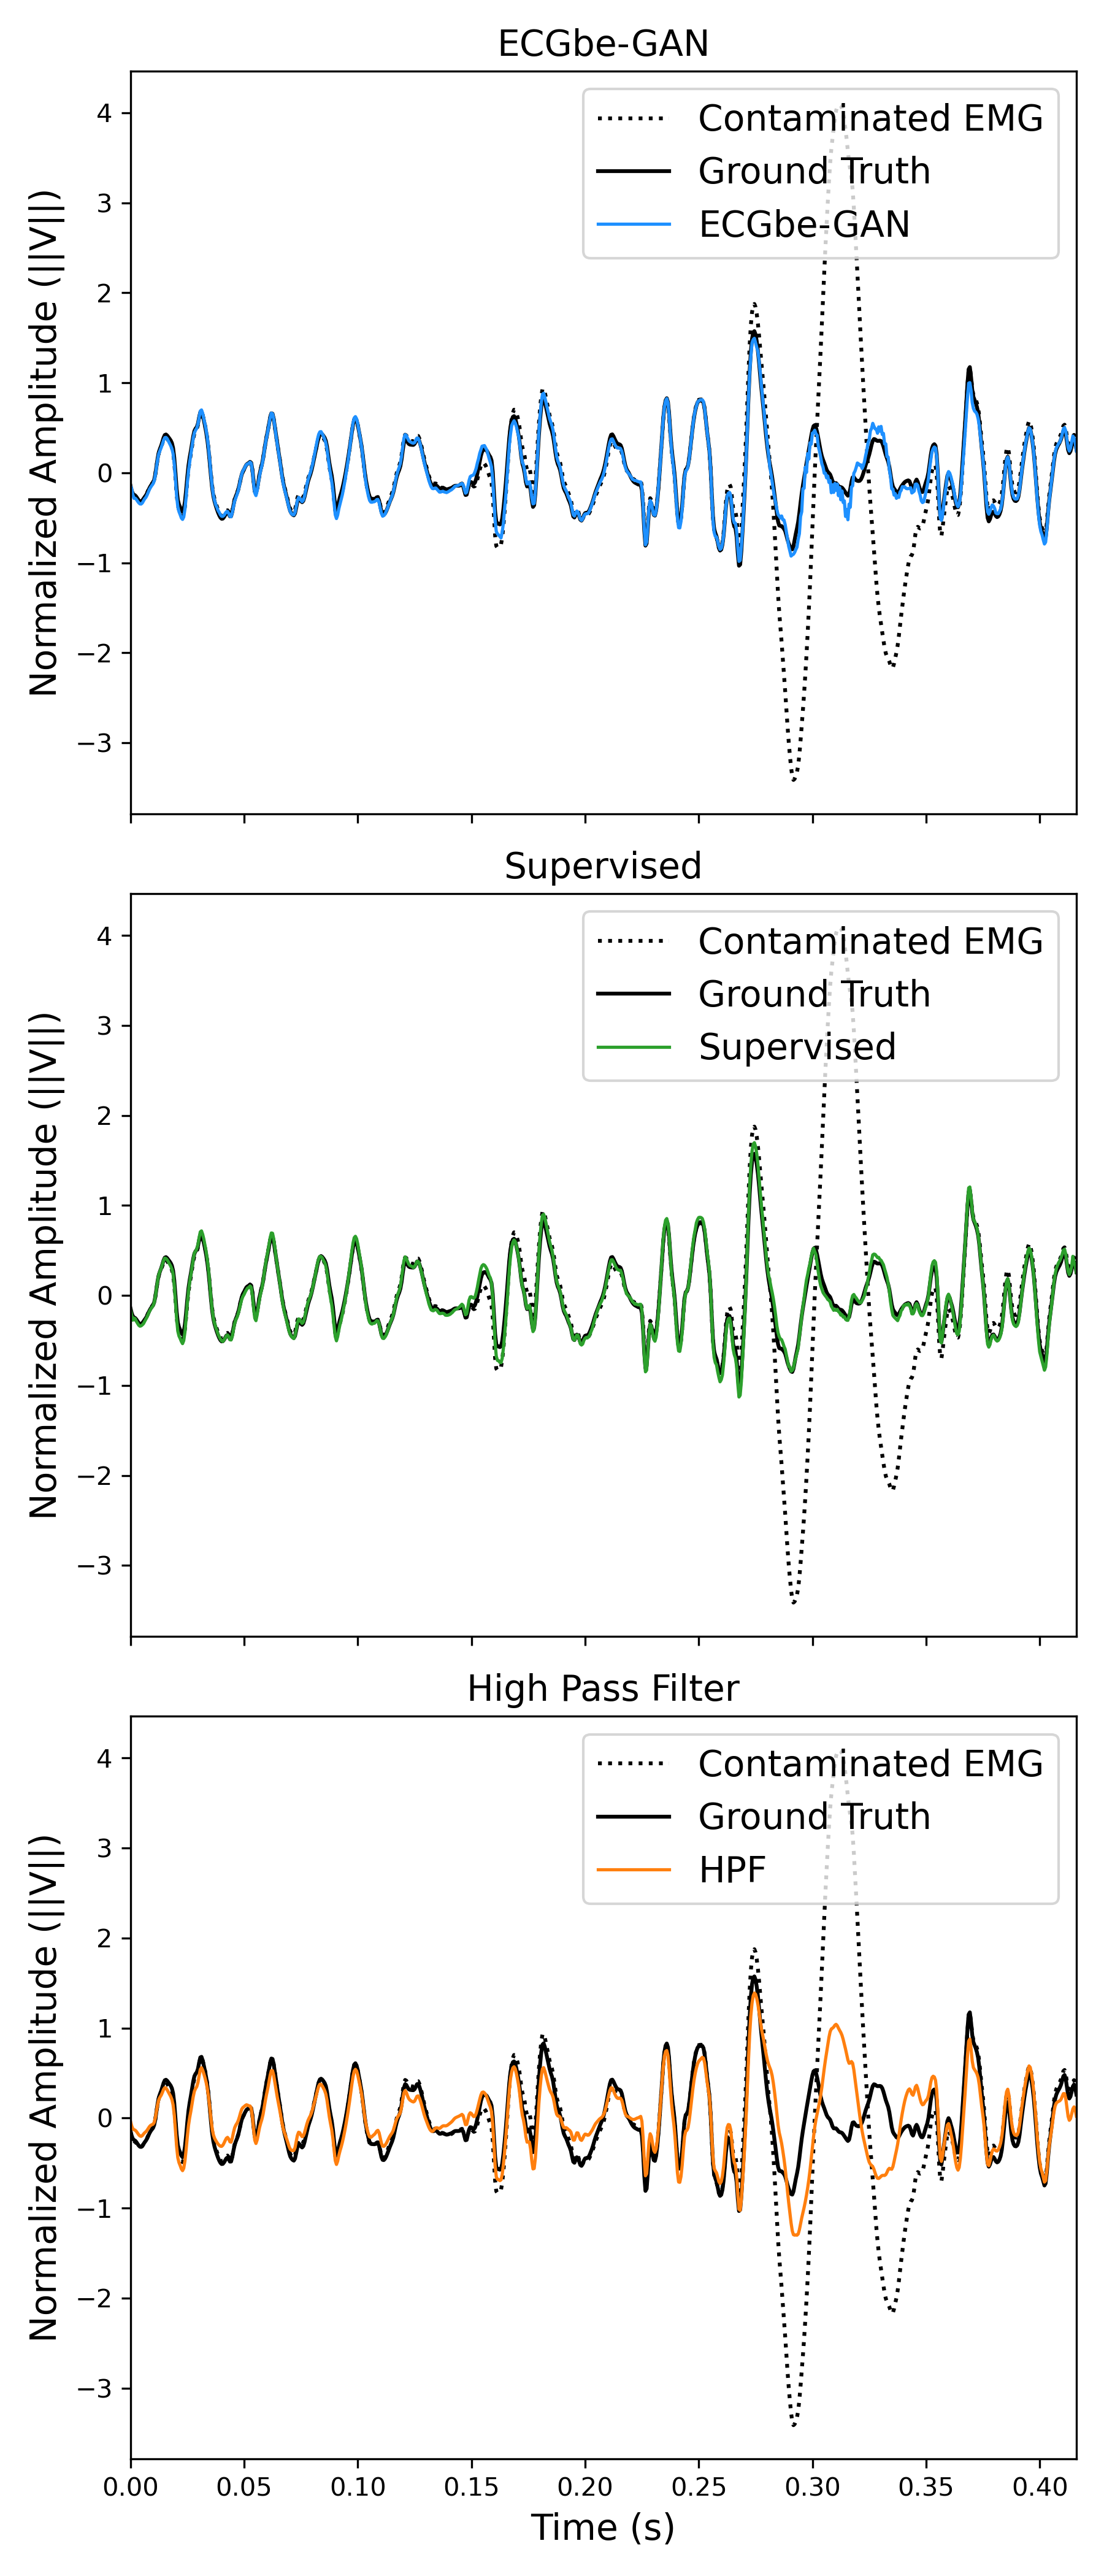 ECGbe-GAN
Contaminated EMG
Ground Truth
ECGbe-GAN
Normalized Amplitude (||V||)
4
3
2
1
0
−1
−2
−3
Supervised
Contaminated EMG
Ground Truth
Supervised
Normalized Amplitude (||V||)
4
3
2
1
0
−1
−2
−3
High Pass Filter
Contaminated EMG
Ground Truth
HPF
Normalized Amplitude (||V||)
4
3
2
1
0
−1
−2
−3
0.00 0.05 0.10 0.15 0.20 0.25 0.30 0.35 0.40
Time (s)